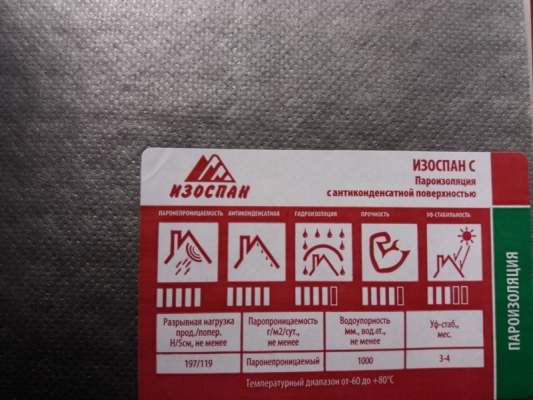 ИЗОСПАН
ИЗОСПАН С
Пароизоляция
с антиконденсатной поверхностью
ПАРОНЕПРОНИЦАЕМОСТЬ АНТИКОНДЕНСАТНАЯ ГИДРОИЗОЛЯЦИЯ ПРОЧНОСТЬ УФ-СТАБИЛЬНОСТЬ
Разрывная нагрузка
прод./попер.
Н/5см, не менее
Паропроницаемость
г/м2/сут.,
не менее
Водоупорность
мм., вод.ст.,
не менее
Уф-стаб.,
мес.
197/119 Паронепроницаемый 1000 3-4
Температурный диапазон от-60 до +80°С
ПАРОИЗОЛЯЦИЯ